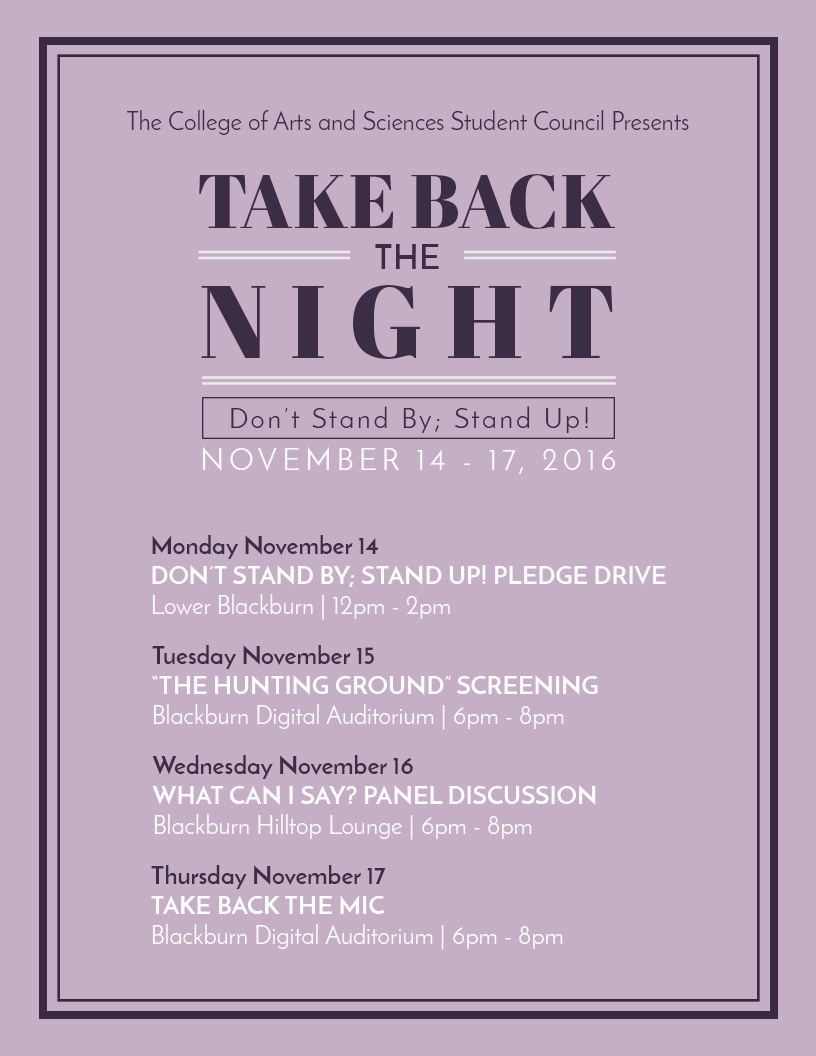 The College of Arts and Sciences Student Council Presents
TAKE BACK
THE
NIGHT
Don't Stand By; Stand Up!
NOVEMBER 14 - 17, 2016
Monday November 14
DON'T STAND BY; STAND UP! PLEDGE DRIVE
Lower Blackburn | 12pm - 2pm
Tuesday November 15
"THE HUNTING GROUND" SCREENING
Blackburn Digital Auditorium | 6pm - 8pm
Wednesday November 16
WHAT CAN I SAY? PANEL DISCUSSION
Blackburn Hilltop Lounge | 6pm - 8pm
Thursday November 17
TAKE BACK THE MIC
Blackburn Digital Auditorium | 6pm - 8pm